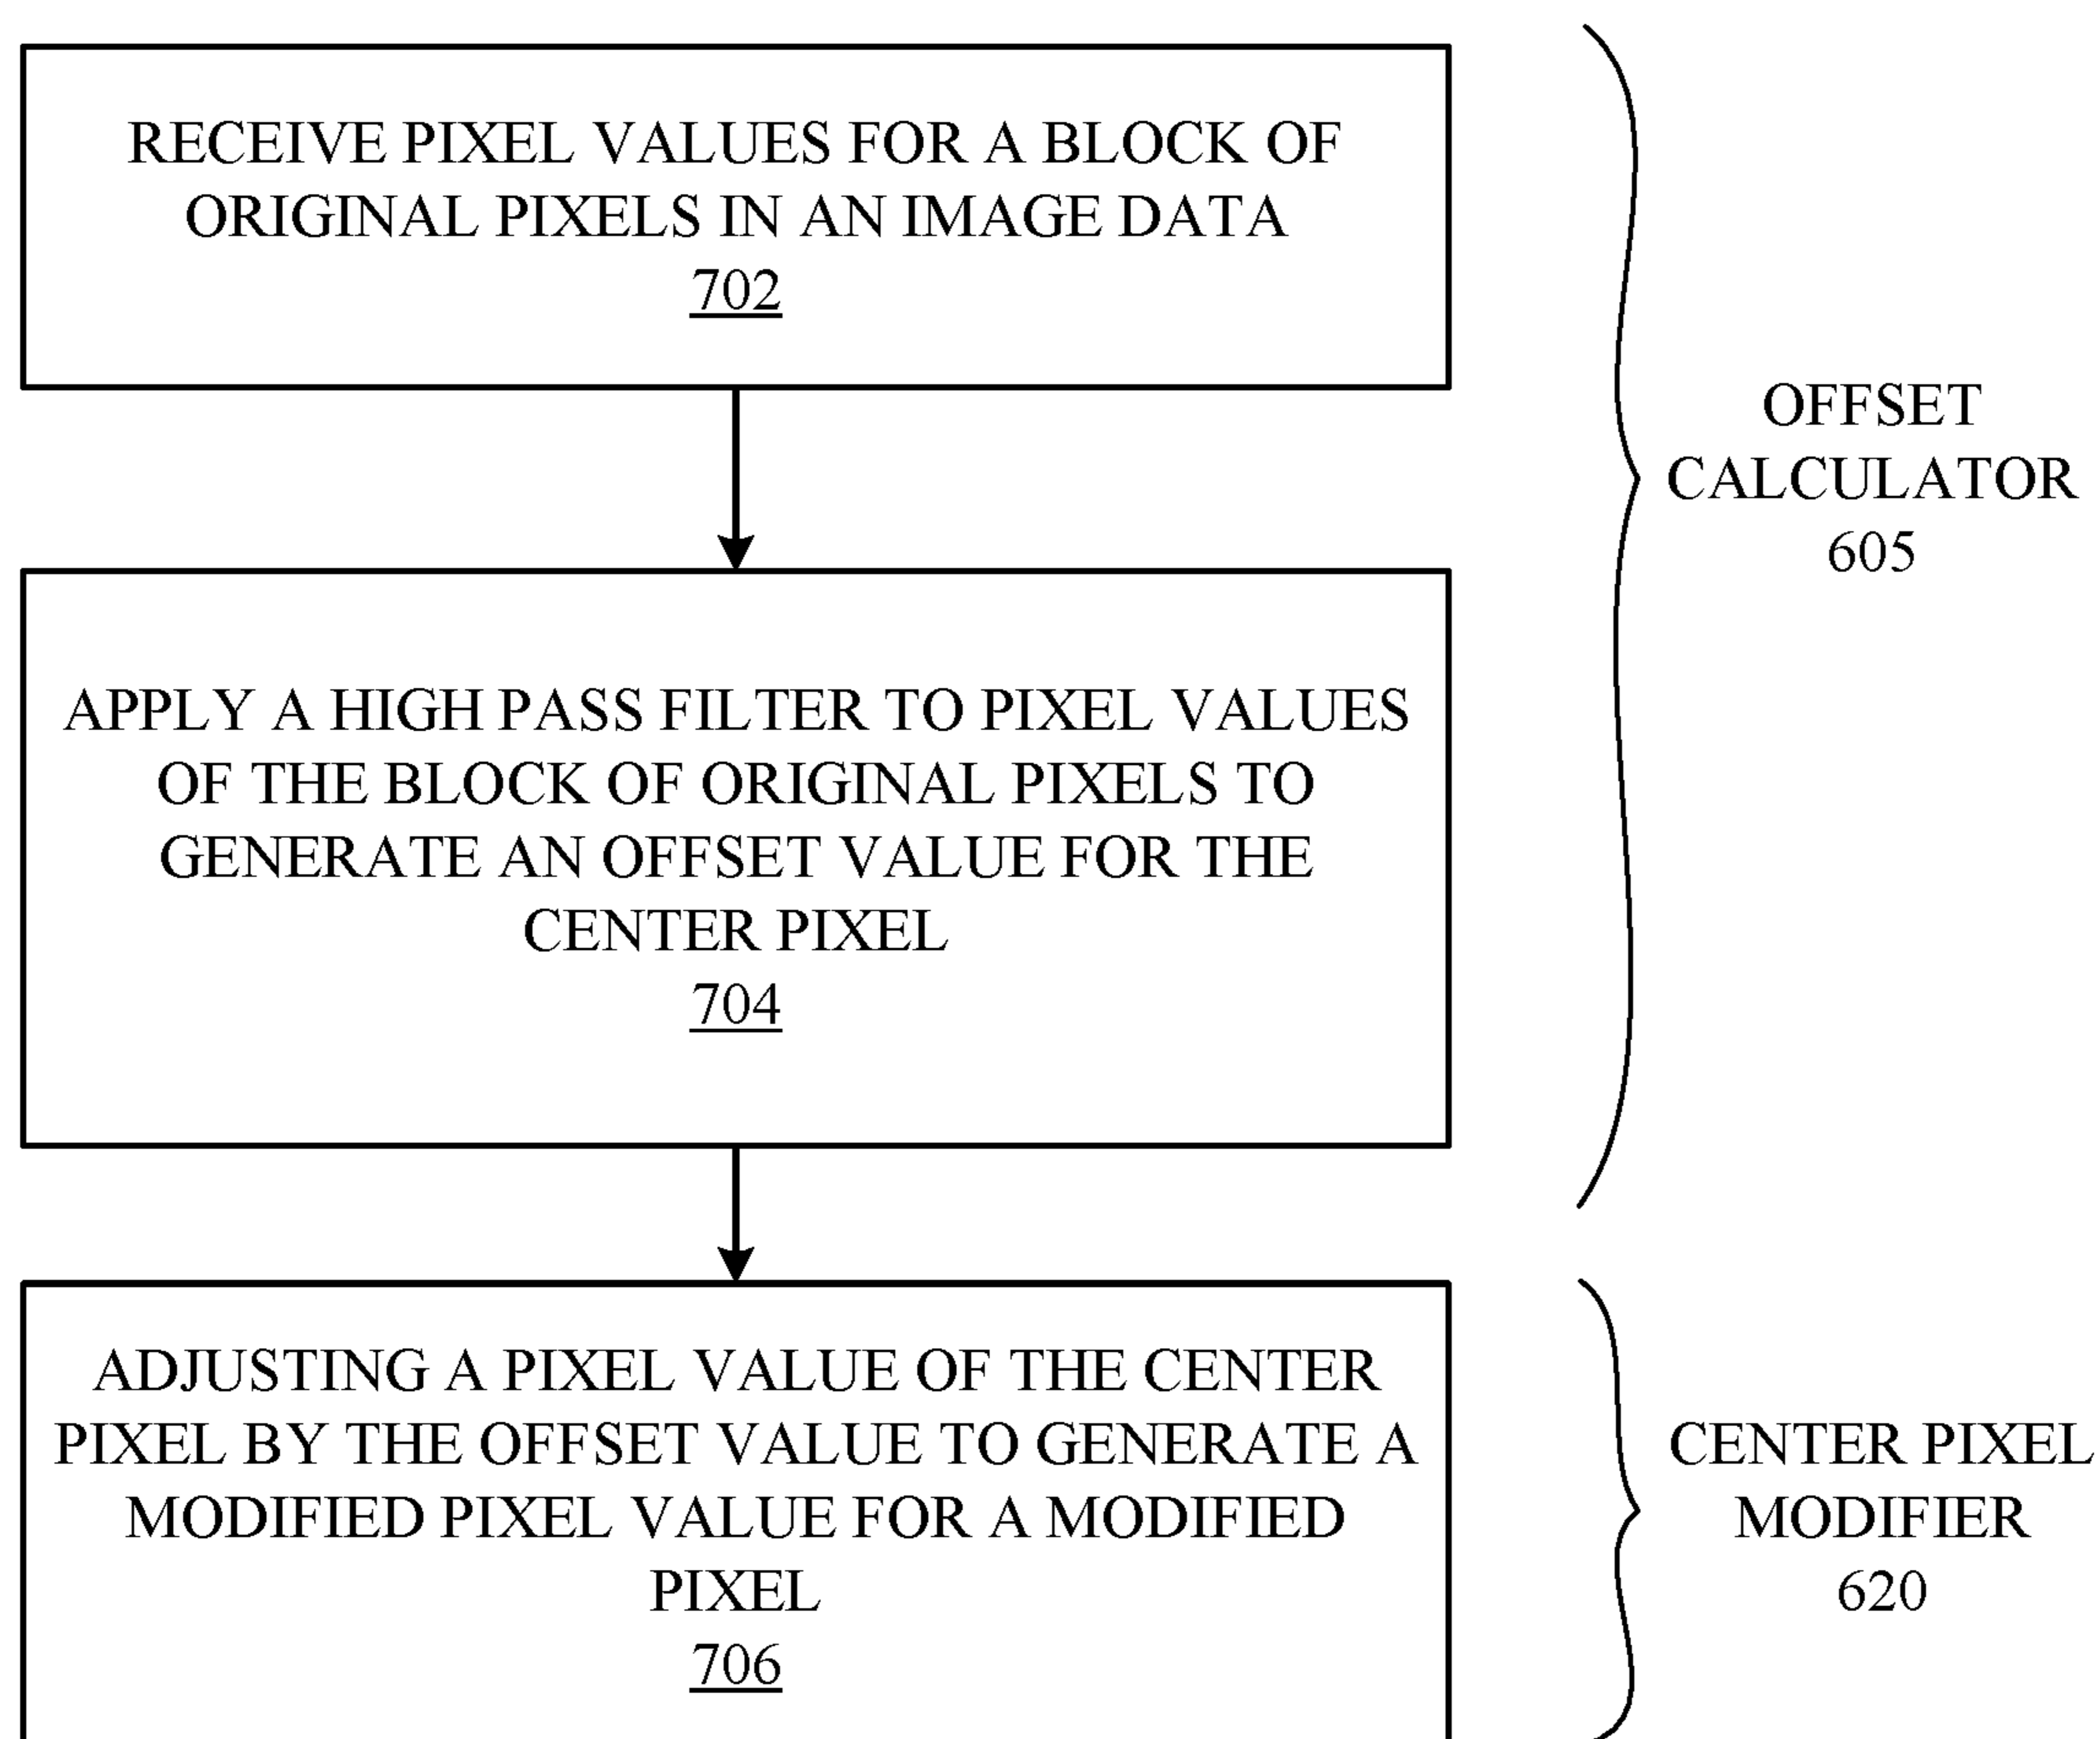 RECEIVE PIXEL VALUES FOR A BLOCK OF
ORIGINAL PIXELS IN AN IMAGE DATA
702
OFFSET
CALCULATOR
605
APPLY A HIGH PASS FILTER TO PIXEL VALUES
OF THE BLOCK OF ORIGINAL PIXELS TO
GENERATE AN OFFSET VALUE FOR THE
CENTER PIXEL
704
ADJUSTING A PIXEL VALUE OF THE CENTER
PIXEL BY THE OFFSET VALUE TO GENERATE A
MODIFIED PIXEL VALUE FOR A MODIFIED
PIXEL
706
CENTER PIXEL
MODIFIER
620